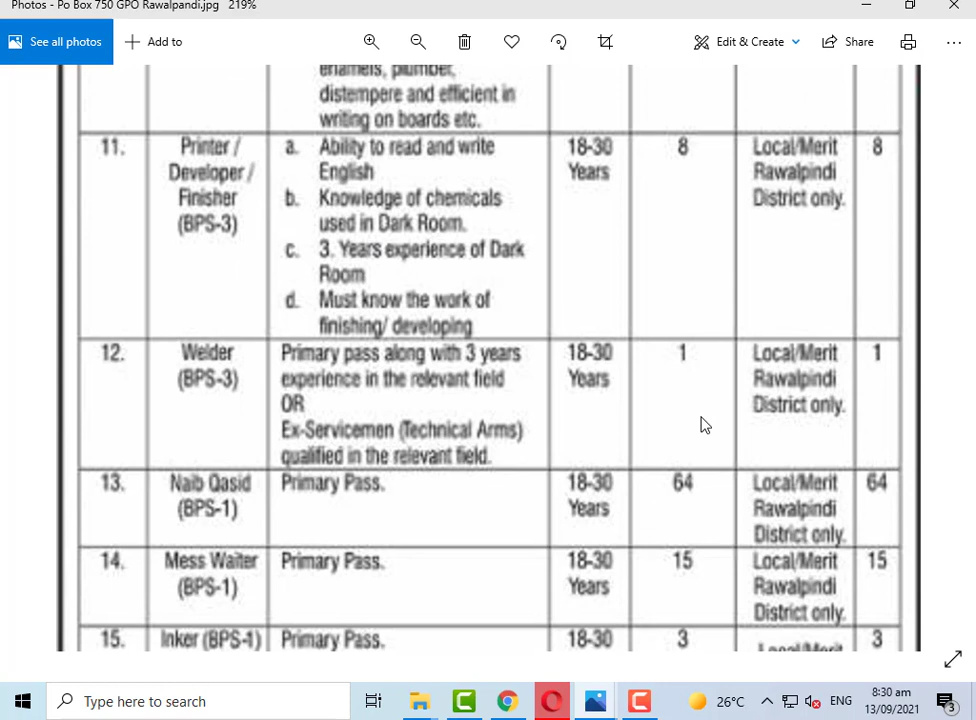 Photos - Po Box 750 GPO Rawalpandi.jpg 219%
See all photos
Add to
Edit & Create
Share
enamels, plumber,
distempere and efficient in
writing on boards etc.
11. Printer / Developer / Finisher (BPS-3)
a. Ability to read and write
English
b. Knowledge of chemicals
used in Dark Room.
c. 3. Years experience of Dark
Room
d. Must know the work of
finishing/ developing
18-30 Years
8
Local/Merit
Rawalpindi
District only.
8
12. Welder (BPS-3)
Primary pass along with 3 years
experience in the relevant field
OR
Ex-Servicemen (Technical Arms)
qualified in the relevant field.
18-30 Years
1
Local/Merit
Rawalpindi
District only.
1
13. Naib Qasid (BPS-1)
Primary Pass.
18-30 Years
64
Local/Merit
Rawalpindi
District only.
64
14. Mess Waiter (BPS-1)
Primary Pass.
18-30 Years
15
Local/Merit
Rawalpindi
District only.
15
15. Inker (BPS-1)
Primary Pass.
18-30
3
Local/Merit
3
Type here to search
26°C
ENG
8:30 am
13/09/2021
3